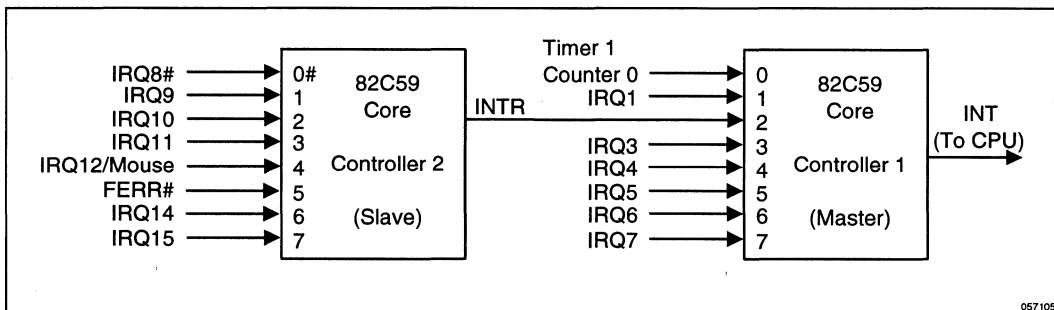 IRQ8#
IRQ9
IRQ10
IRQ11
IRQ12/Mouse
FERR#
IRQ14
IRQ15
0#
1
2
3
4
5
6
7
82C59
Core
Controller 2
(Slave)
INTR
Timer 1
Counter 0
IRQ1
IRQ3
IRQ4
IRQ5
IRQ6
IRQ7
0
1
2
3
4
5
6
7
82C59
Core
Controller 1
(Master)
INT
(To CPU)
057105